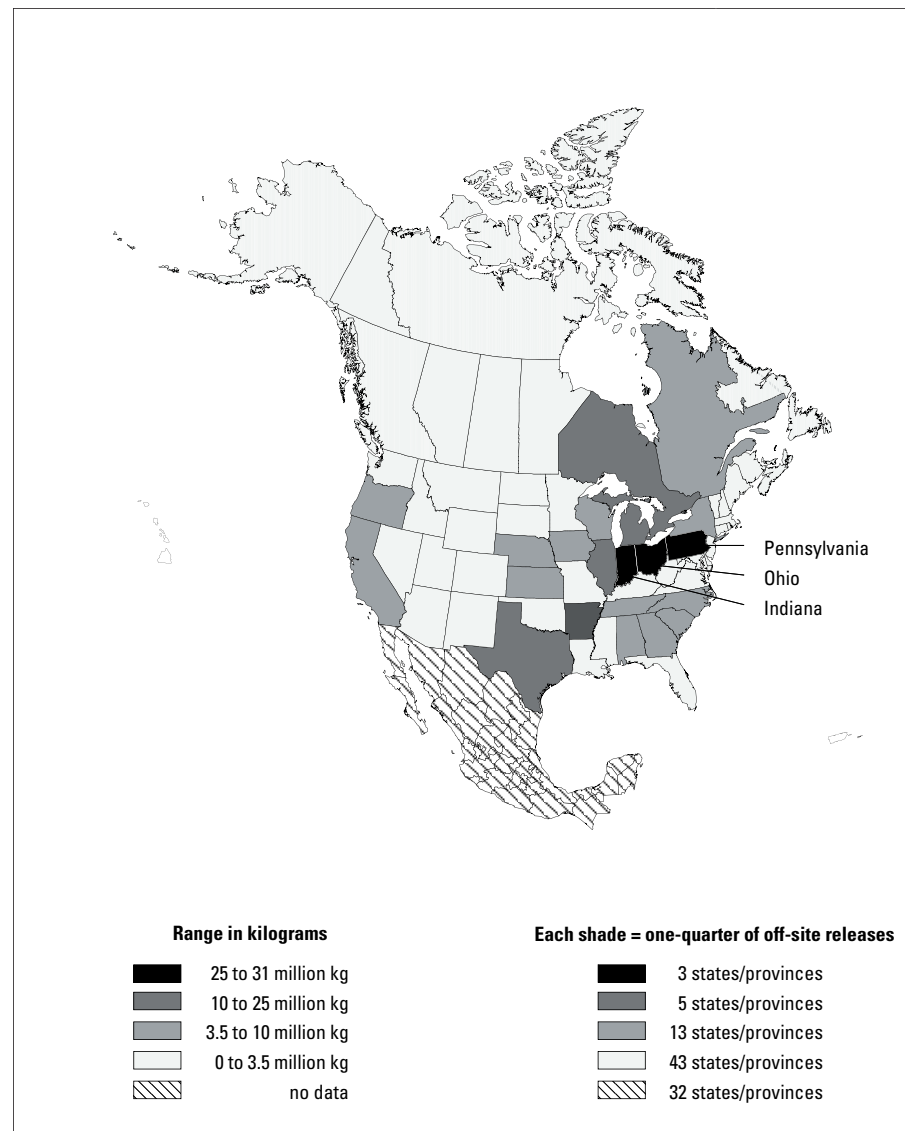 Pennsylvania
Ohio
Indiana
Range in kilograms
25 to 31 million kg
10 to 25 million kg
3.5 to 10 million kg
0 to 3.5 million kg
no data
Each shade = one-quarter of off-site releases
3 states/provinces
5 states/provinces
13 states/provinces
43 states/provinces
32 states/provinces